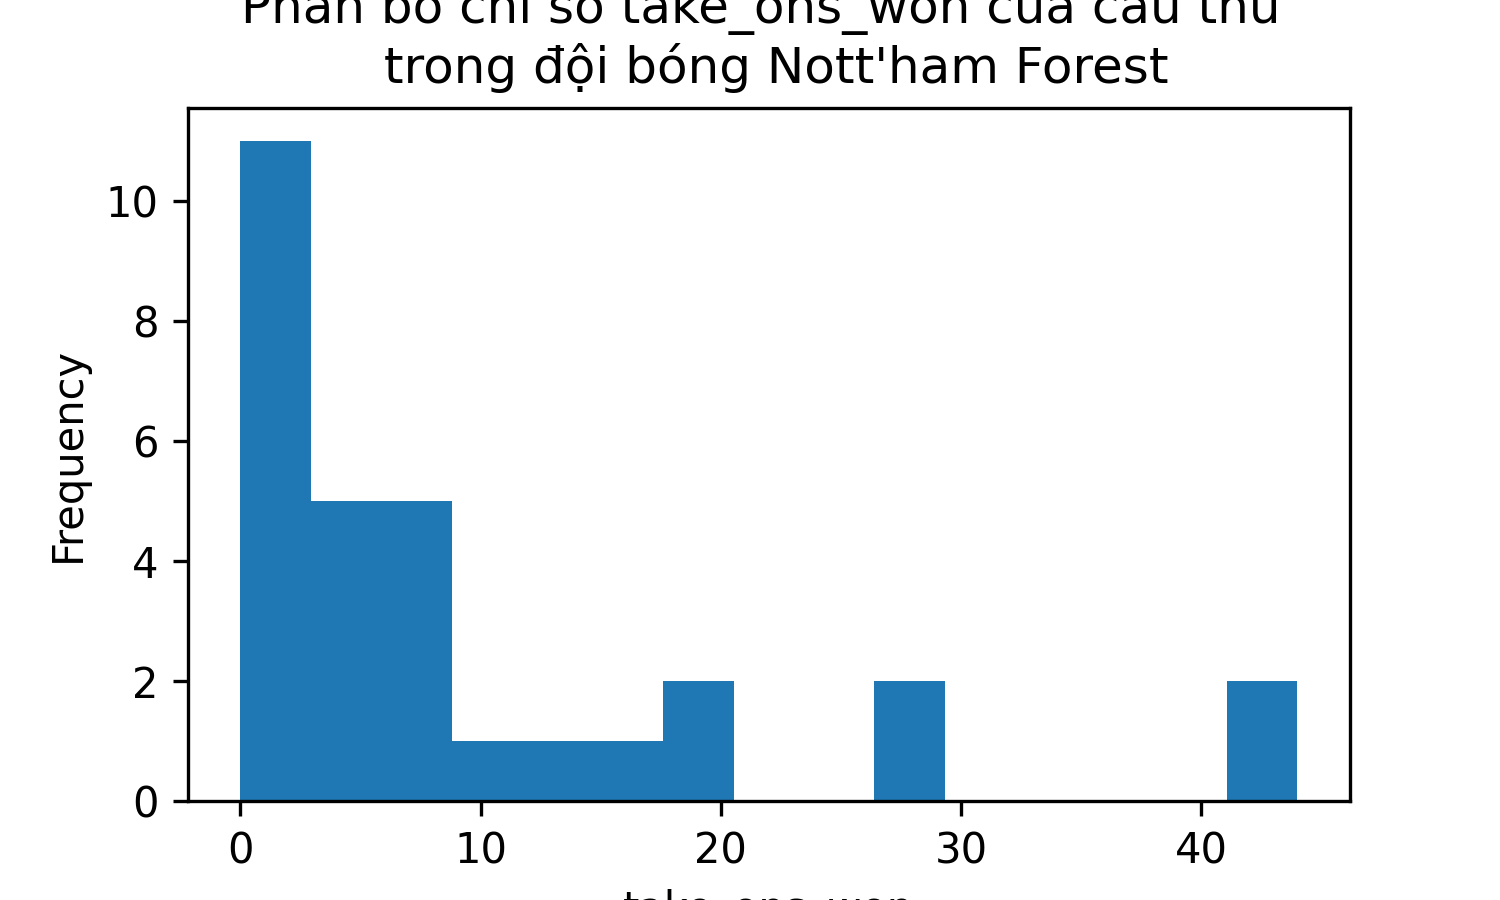 Phân bố chỉ số take_ons_won của cầu thủ
trong đội bóng Nott'ham Forest
Frequency
10
8
6
4
2
0
0 10 20 30 40
take_ons_won